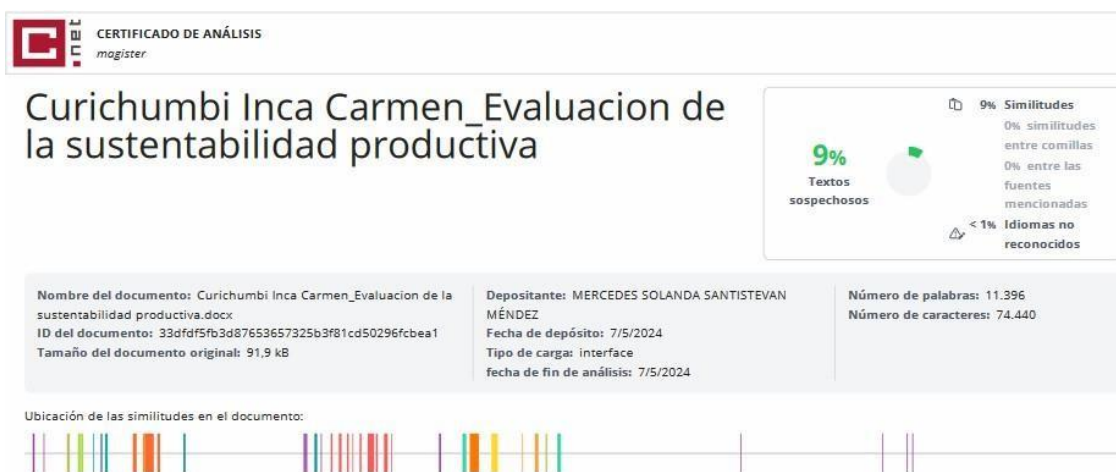 C
.net
CERTIFICADO DE ANÁLISIS
magister
Curichumbi Inca Carmen_Evaluacion de
la sustentabilidad productiva
9%
Textos
sospechosos
9% Similitudes
0% similitudes
entre comillas
0% entre las
fuentes
mencionadas
< 1% Idiomas no
reconocidos
Nombre del documento: Curichumbi Inca Carmen_Evaluacion de la
sustentabilidad productiva.docx
ID del documento: 33dfdf5fb3d87653657325b3f81cd50296fcbea1
Tamaño del documento original: 91,9 kB
Depositante: MERCEDES SOLANDA SANTISTEVAN
MÉNDEZ
Fecha de depósito: 7/5/2024
Tipo de carga: interface
fecha de fin de análisis: 7/5/2024
Número de palabras: 11.396
Número de caracteres: 74.440
Ubicación de las similitudes en el documento: